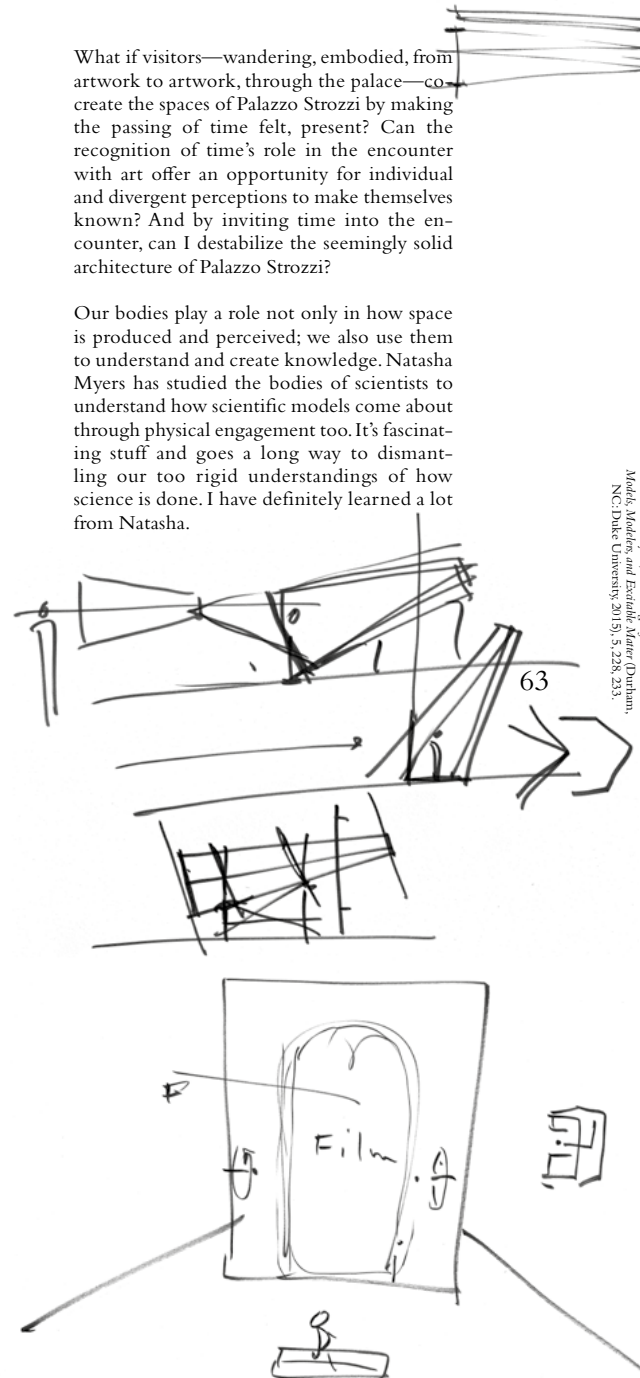 What if visitors—wandering, embodied, from
artwork to artwork, through the palace—co-
create the spaces of Palazzo Strozzi by making
the passing of time felt, present? Can the
recognition of time’s role in the encounter
with art offer an opportunity for individual
and divergent perceptions to make themselves
known? And by inviting time into the en-
counter, can I destabilize the seemingly solid
architecture of Palazzo Strozzi?
Our bodies play a role not only in how space
is produced and perceived; we also use them
to understand and create knowledge. Natasha
Myers has studied the bodies of scientists to
understand how scientific models come about
through physical engagement too. It’s fascinat-
ing stuff and goes a long way to dismant-
ling our too rigid understandings of how
science is done. I have definitely learned a lot
from Natasha.
Models, Modelers, and Excitable Matter (Durham,
NC: Duke University, 2015), 5, 228, 233.
63
Film